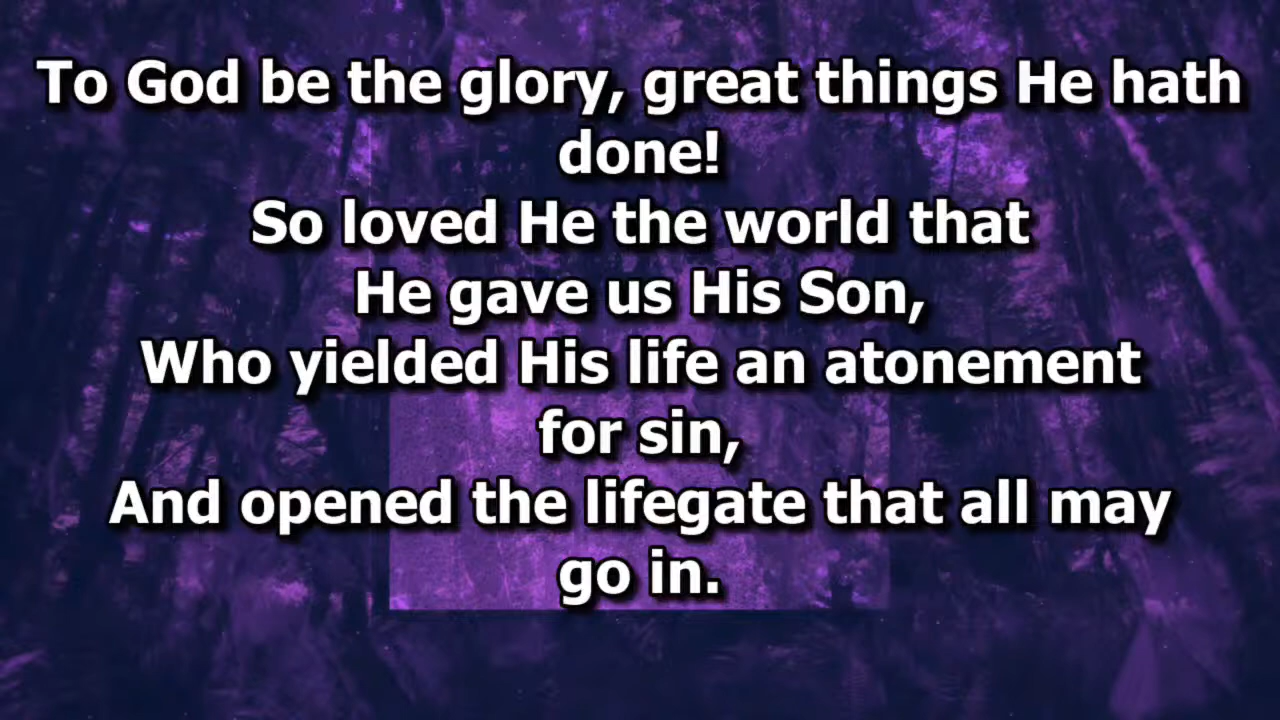 To God be the glory, great things He hath
done!
So loved He the world that
He gave us His Son,
Who yielded His life an atonement
for sin,
And opened the lifegate that all may
go in.